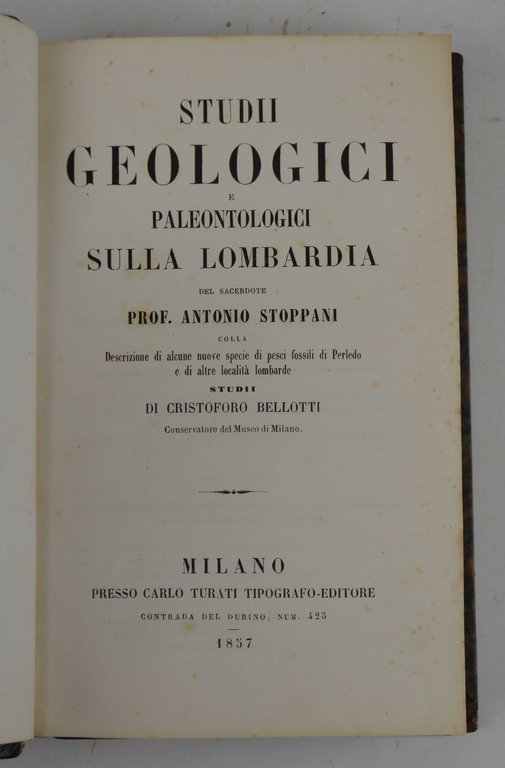 STUDII
GEOLOGICI
E
PALEONTOLOGICI
SULLA LOMBARDIA
DEL SACERDOTE
PROF. ANTONIO STOPPANI
COLLA
Descrizione di alcune nuove specie di pesci fossili di Perledo
e di altre località lombarde
STUDII
DI CRISTOFORO BELLOTTI
Conservatore del Museo di Milano.
MILANO
PRESSO CARLO TURATI TIPOGRAFO-EDITORE
CONTRADA DEL DURINO, NUM. 423
1857